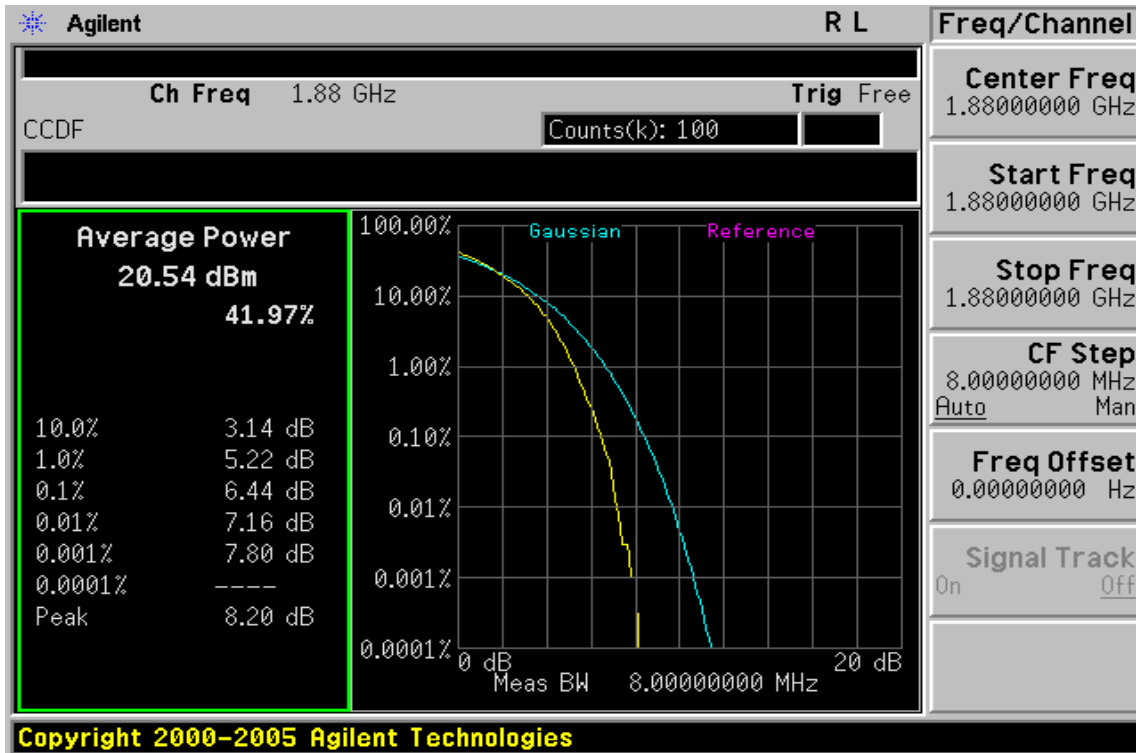 Agilent R L Freq/Channel
Ch Freq 1.88 GHz Trig Free
CCDF Counts(k): 100
Average Power
20.54 dBm
41.97%
10.0% 3.14 dB
1.0% 5.22 dB
0.1% 6.44 dB
0.01% 7.16 dB
0.001% 7.80 dB
0.0001% ----
Peak 8.20 dB
Gaussian Reference
100.00%
10.00%
1.00%
0.10%
0.01%
0.001%
0.0001%
0 dB 20 dB
Meas BW 8.00000000 MHz
Center Freq
1.88000000 GHz
Start Freq
1.88000000 GHz
Stop Freq
1.88000000 GHz
CF Step
8.00000000 MHz
Auto Man
Freq Offset
0.00000000 Hz
Signal Track
On Off
Copyright 2000-2005 Agilent Technologies